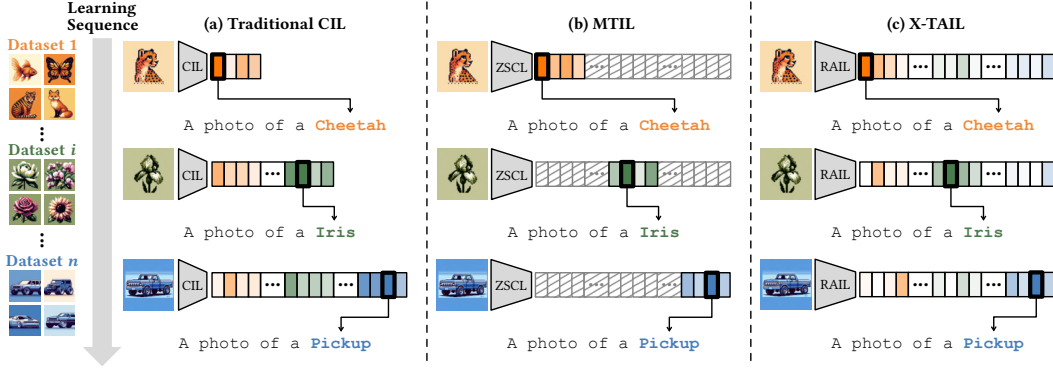 Learning
Sequence
(a) Traditional CIL
(b) MTIL
(c) X-TAIL
Dataset 1
CIL
ZSCL
RAIL
A photo of a Cheetah
A photo of a Cheetah
A photo of a Cheetah
Dataset i
CIL
ZSCL
RAIL
A photo of a Iris
A photo of a Iris
A photo of a Iris
Dataset n
CIL
ZSCL
RAIL
A photo of a Pickup
A photo of a Pickup
A photo of a Pickup